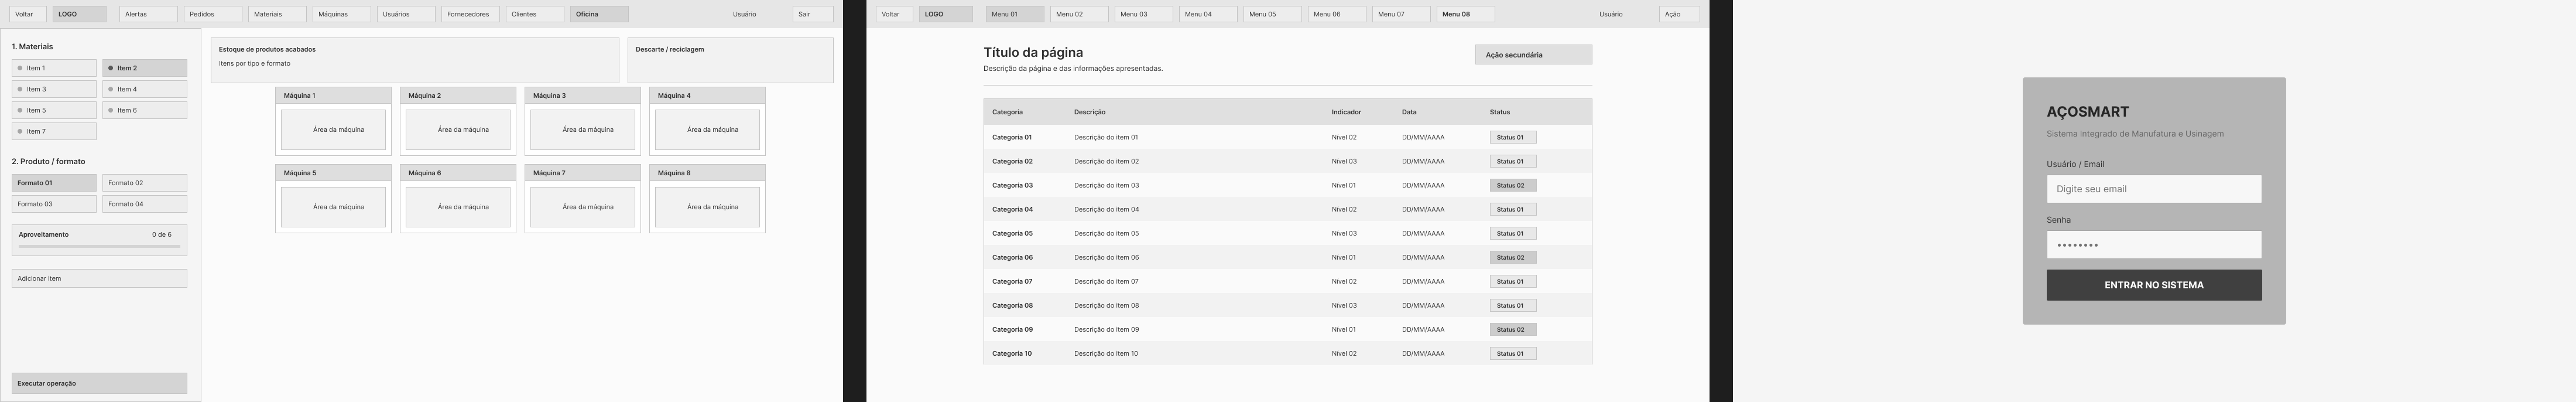 Voltar LOGO Alertas Pedidos Materiais Máquinas Usuários Fornecedores Clientes Oficina Usuário Sair
1. Materiais
Item 1 Item 2
Item 3 Item 4
Item 5 Item 6
Item 7
2. Produto / formato
Formato 01 Formato 02
Formato 03 Formato 04
Aproveitamento 0 de 6
Adicionar item
Executar operação
Estoque de produtos acabados
Itens por tipo e formato
Descarte / reciclagem
Máquina 1 Máquina 2 Máquina 3 Máquina 4
Área da máquina Área da máquina Área da máquina Área da máquina
Máquina 5 Máquina 6 Máquina 7 Máquina 8
Área da máquina Área da máquina Área da máquina Área da máquina
Voltar LOGO Menu 01 Menu 02 Menu 03 Menu 04 Menu 05 Menu 06 Menu 07 Menu 08 Usuário Ação
Título da página
Descrição da página e das informações apresentadas.
Ação secundária
Categoria Descrição Indicador Data Status
Categoria 01 Descrição do item 01 Nível 02 DD/MM/AAAA Status 01
Categoria 02 Descrição do item 02 Nível 03 DD/MM/AAAA Status 01
Categoria 03 Descrição do item 03 Nível 01 DD/MM/AAAA Status 02
Categoria 04 Descrição do item 04 Nível 02 DD/MM/AAAA Status 01
Categoria 05 Descrição do item 05 Nível 03 DD/MM/AAAA Status 01
Categoria 06 Descrição do item 06 Nível 01 DD/MM/AAAA Status 02
Categoria 07 Descrição do item 07 Nível 02 DD/MM/AAAA Status 01
Categoria 08 Descrição do item 08 Nível 03 DD/MM/AAAA Status 01
Categoria 09 Descrição do item 09 Nível 01 DD/MM/AAAA Status 02
Categoria 10 Descrição do item 10 Nível 02 DD/MM/AAAA Status 01
AÇOSMART
Sistema Integrado de Manufatura e Usinagem
Usuário / Email
Digite seu email
Senha
••••••••
ENTRAR NO SISTEMA